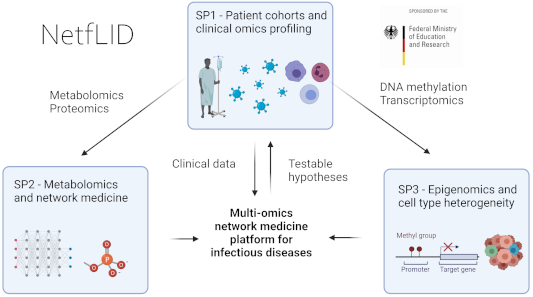 NetfLID
SP1 - Patient cohorts and
clinical omics profiling
SPONSORED BY THE
Federal Ministry
of Education
and Research
Metabolomics
Proteomics
DNA methylation
Transcriptomics
Clinical data
Testable
hypotheses
SP2 - Metabolomics
and network medicine
P
O
O
O
O
Multi-omics
network medicine
platform for
infectious diseases
SP3 - Epigenomics and
cell type heterogeneity
Methyl group
Promoter
Target gene